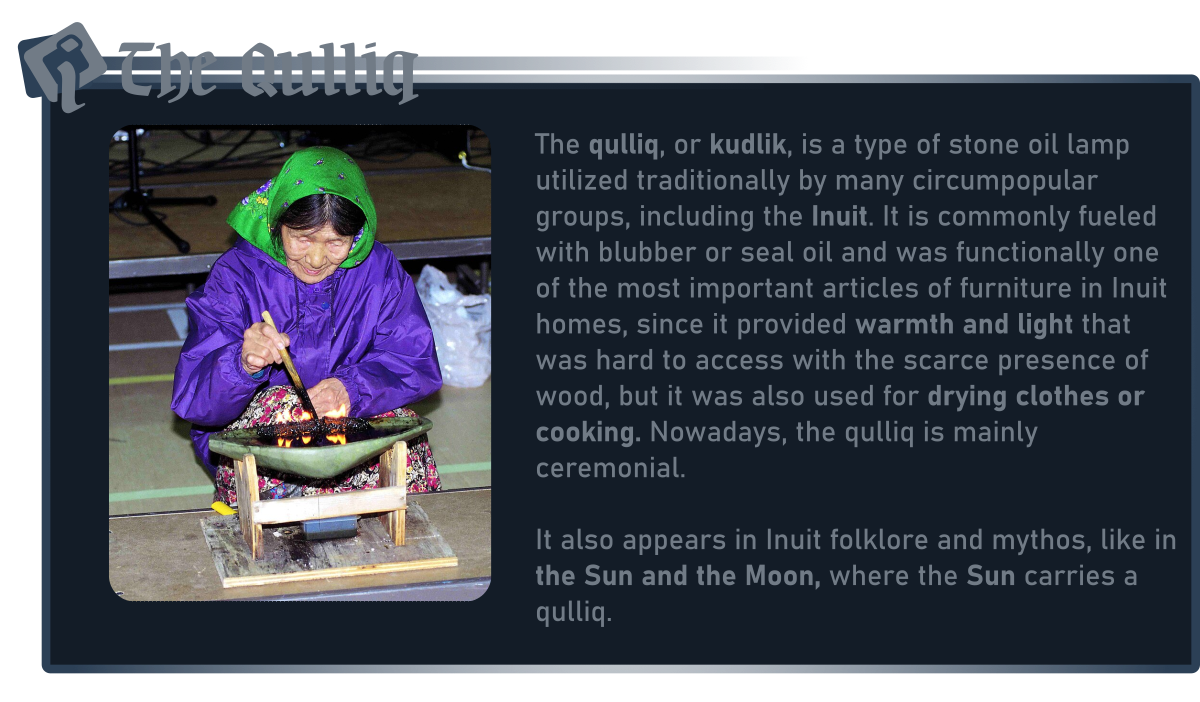 The Qulliq
The qulliq, or kudlik, is a type of stone oil lamp
utilized traditionally by many circumpopular
groups, including the Inuit. It is commonly fueled
with blubber or seal oil and was functionally one
of the most important articles of furniture in Inuit
homes, since it provided warmth and light that
was hard to access with the scarce presence of
wood, but it was also used for drying clothes or
cooking. Nowadays, the qulliq is mainly
ceremonial.
It also appears in Inuit folklore and mythos, like in
the Sun and the Moon, where the Sun carries a
qulliq.